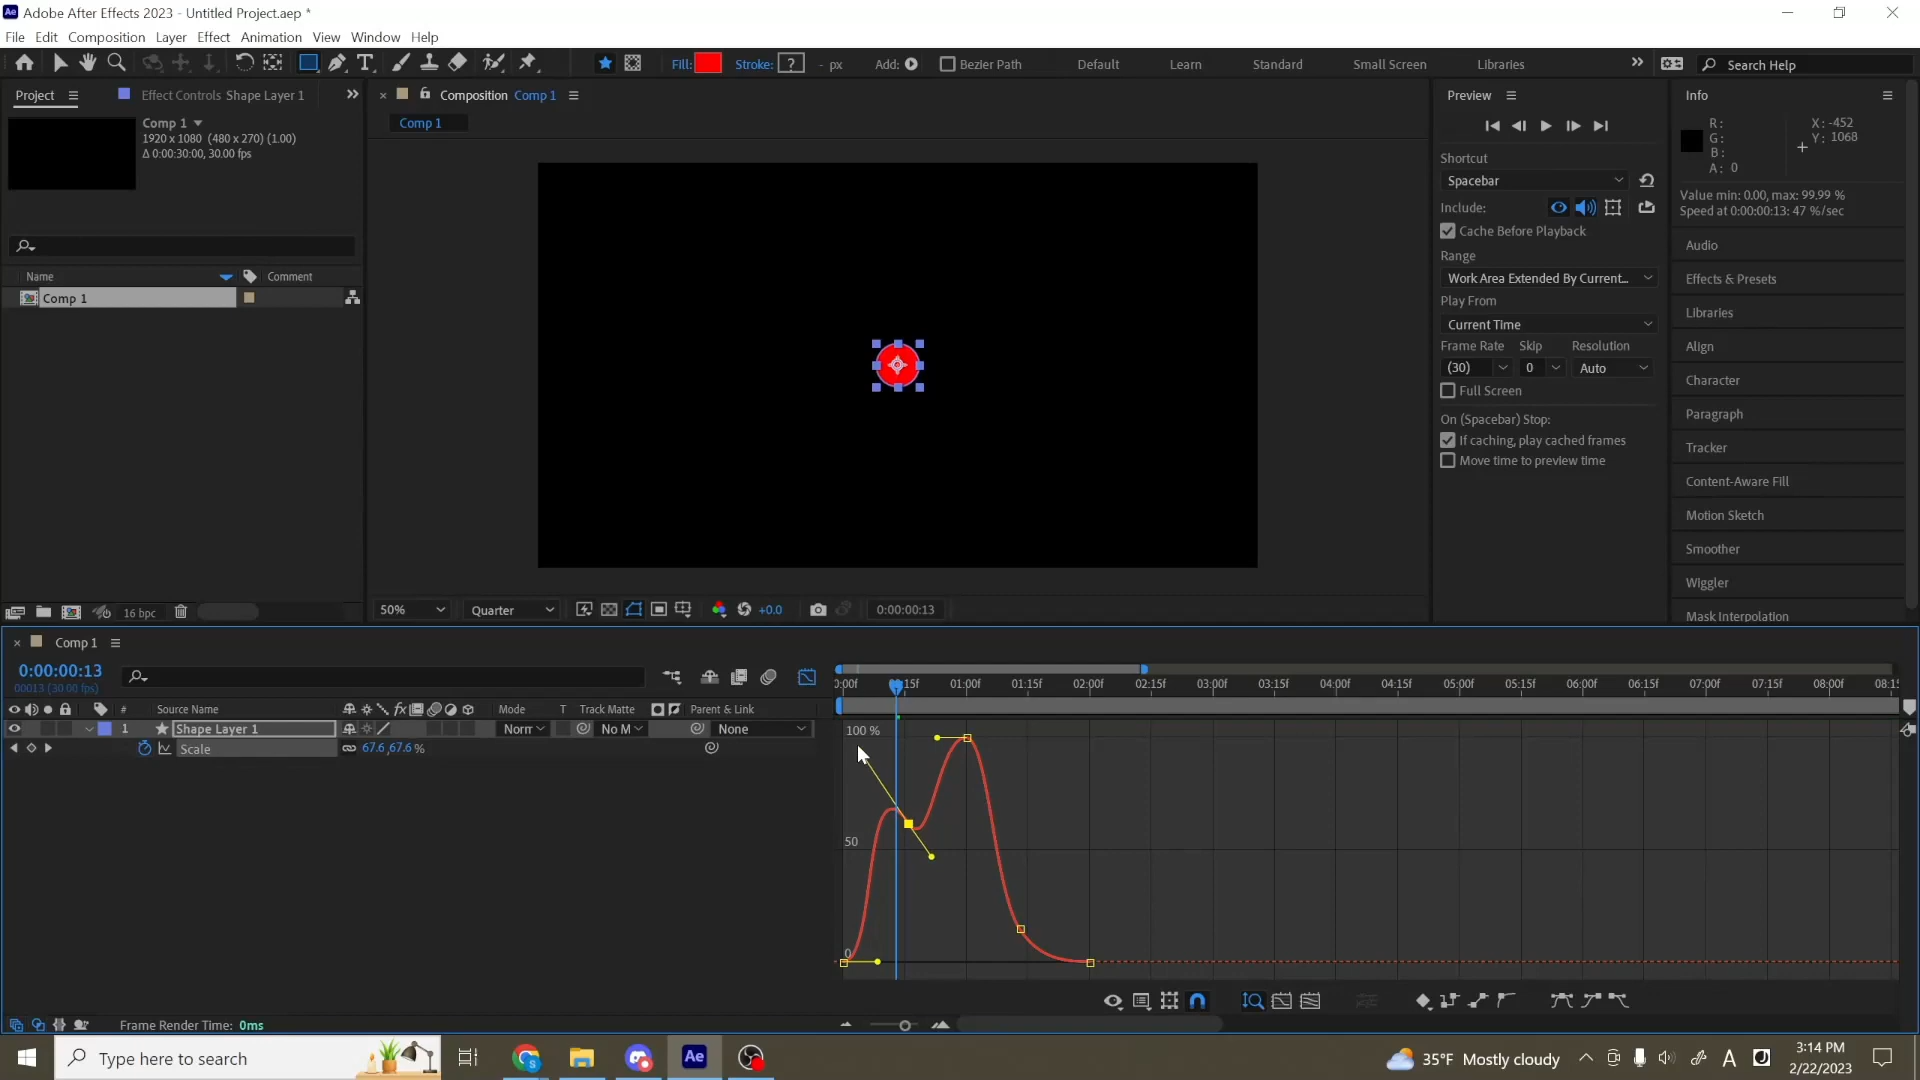 Ae Adobe After Effects 2023 - Untitled Project.aep *
File Edit Composition Layer Effect Animation View Window Help
Fill: Stroke: ? - px Add: Bezier Path Default Learn Standard Small Screen Libraries Search Help
Project Effect Controls Shape Layer 1
Comp 1
1920 x 1080 (480 x 270) (1.00)
Δ 0:00:30:00, 30.00 fps
Name Comment
Comp 1
16 bpc
Composition Comp 1
Comp 1
50% Quarter +0.0 0:00:00:13
Preview
Shortcut
Spacebar
Include:
Cache Before Playback
Range
Work Area Extended By Current...
Play From
Current Time
Frame Rate Skip Resolution
(30) 0 Auto
Full Screen
On (Spacebar) Stop:
If caching, play cached frames
Move time to preview time
Info
R: X: -452
G: Y: 1068
B:
A: 0
Value min: 0.00, max: 99.99 %
Speed at 0:00:00:13: 47 %/sec
Audio
Effects & Presets
Libraries
Align
Character
Paragraph
Tracker
Content-Aware Fill
Motion Sketch
Smoother
Wiggler
Mask Interpolation
Comp 1
0:00:00:13
00013 (30.00 fps)
# Source Name fx Mode T Track Matte Parent & Link
1 Shape Layer 1 Norr No M None
Scale 67.6,67.6 %
01:00f 01:15f 02:00f 02:15f 03:00f 03:15f 04:00f 04:15f 05:00f 05:15f 06:00f 06:15f 07:00f 07:15f 08:00f
100 %
50
0
Frame Render Time: 0ms
Type here to search
Ae
35°F Mostly cloudy
A
3:14 PM
2/22/2023